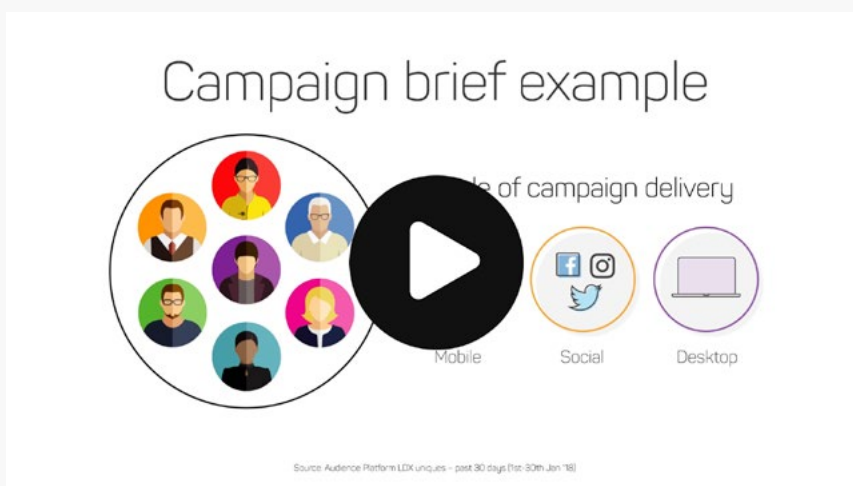 Campaign brief example
of campaign delivery
Mobile
Social
Desktop
Source Audience Platform LDX uniques - past 30 days (1st-30th Jan '18)